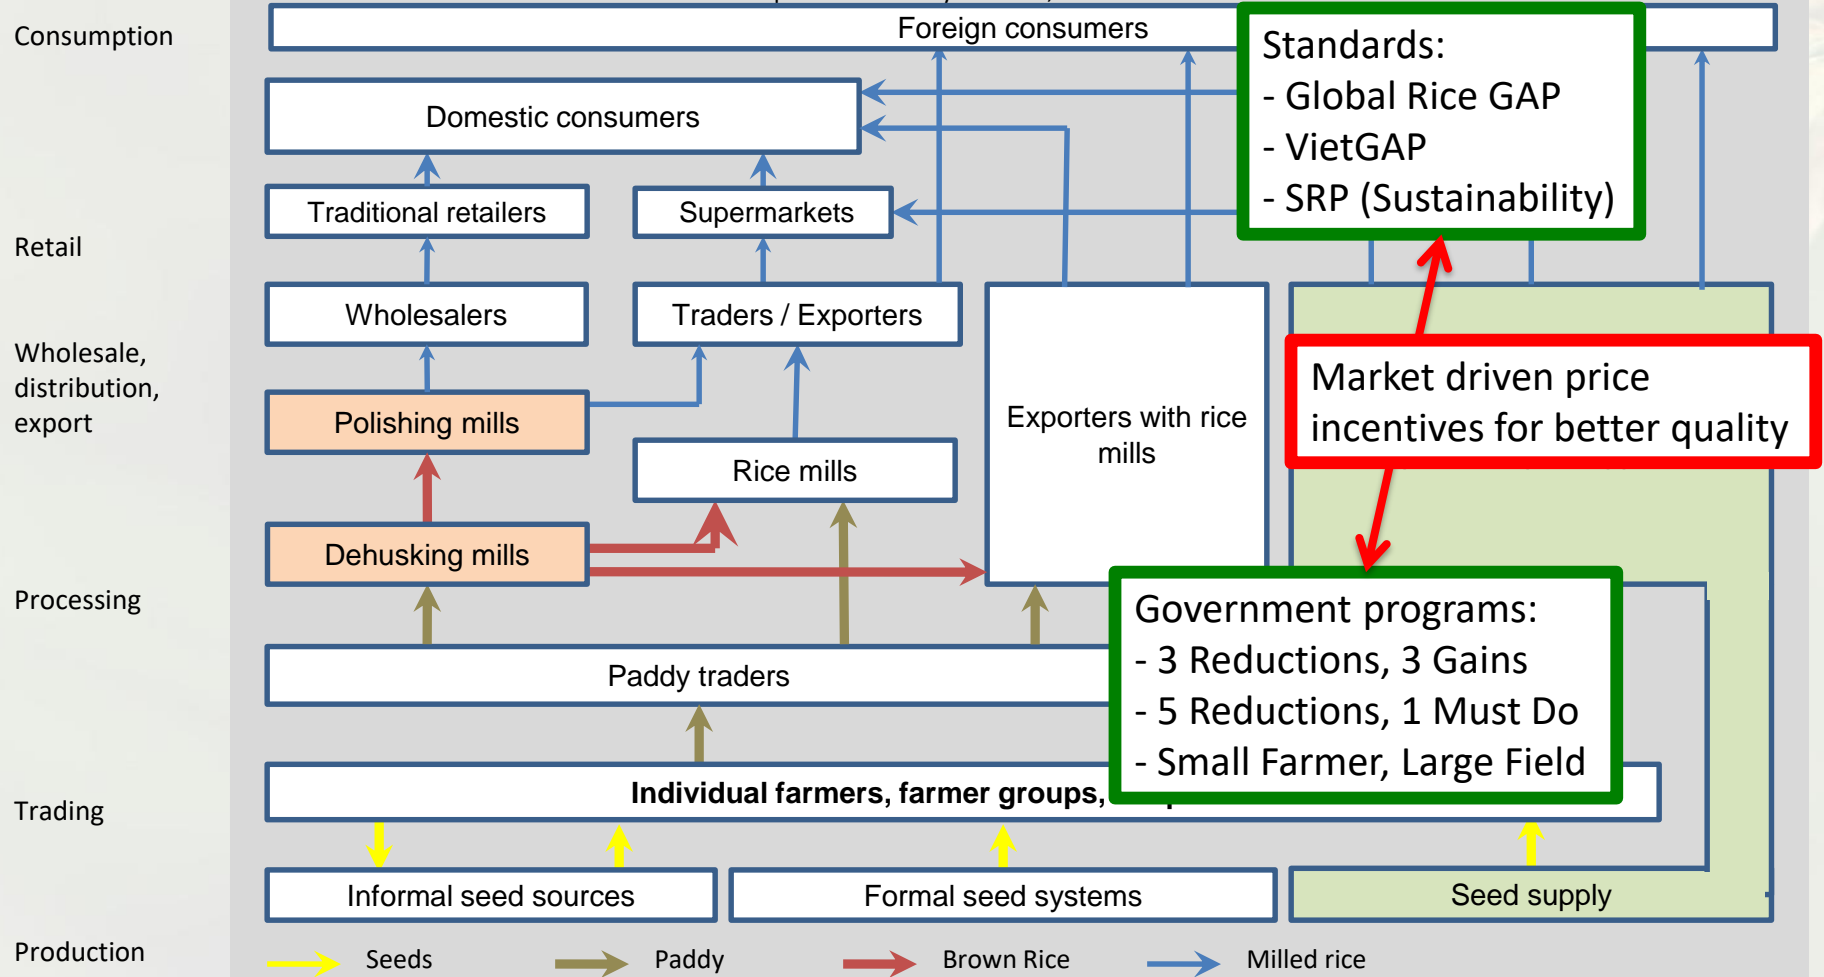 Consumption
Foreign consumers
Standards:
- Global Rice GAP
- VietGAP
- SRP (Sustainability)
Domestic consumers
Traditional retailers
Supermarkets
Retail
Wholesalers
Traders / Exporters
Wholesale,
distribution,
export
Market driven price
incentives for better quality
Polishing mills
Exporters with rice
mills
Rice mills
Dehusking mills
Processing
Government programs:
- 3 Reductions, 3 Gains
- 5 Reductions, 1 Must Do
- Small Farmer, Large Field
Paddy traders
Individual farmers, farmer groups,
Trading
Informal seed sources
Formal seed systems
Seed supply
Production
Seeds
Paddy
Brown Rice
Milled rice